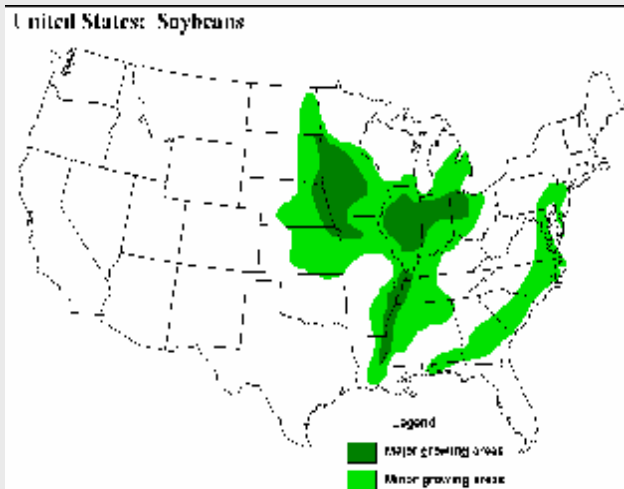 United States: Soybeans
Legend
Major growing areas
Minor growing areas